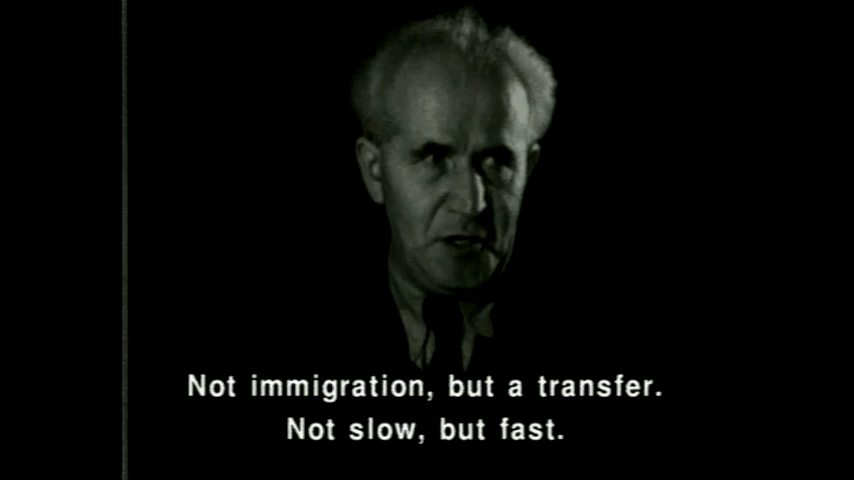 Not immigration, but a transfer.
Not slow, but fast.